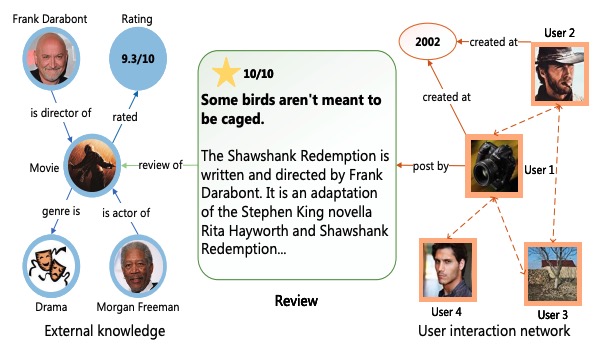 Frank Darabont
Rating
9.3/10
is director of
rated
Movie
review of
genre is
is actor of
Drama
Morgan Freeman
External knowledge
10/10
Some birds aren't meant to
be caged.
The Shawshank Redemption is
written and directed by Frank
Darabont. It is an adaptation
of the Stephen King novella
Rita Hayworth and Shawshank
Redemption...
Review
2002
created at
User 2
created at
post by
User 1
User 4
User 3
User interaction network